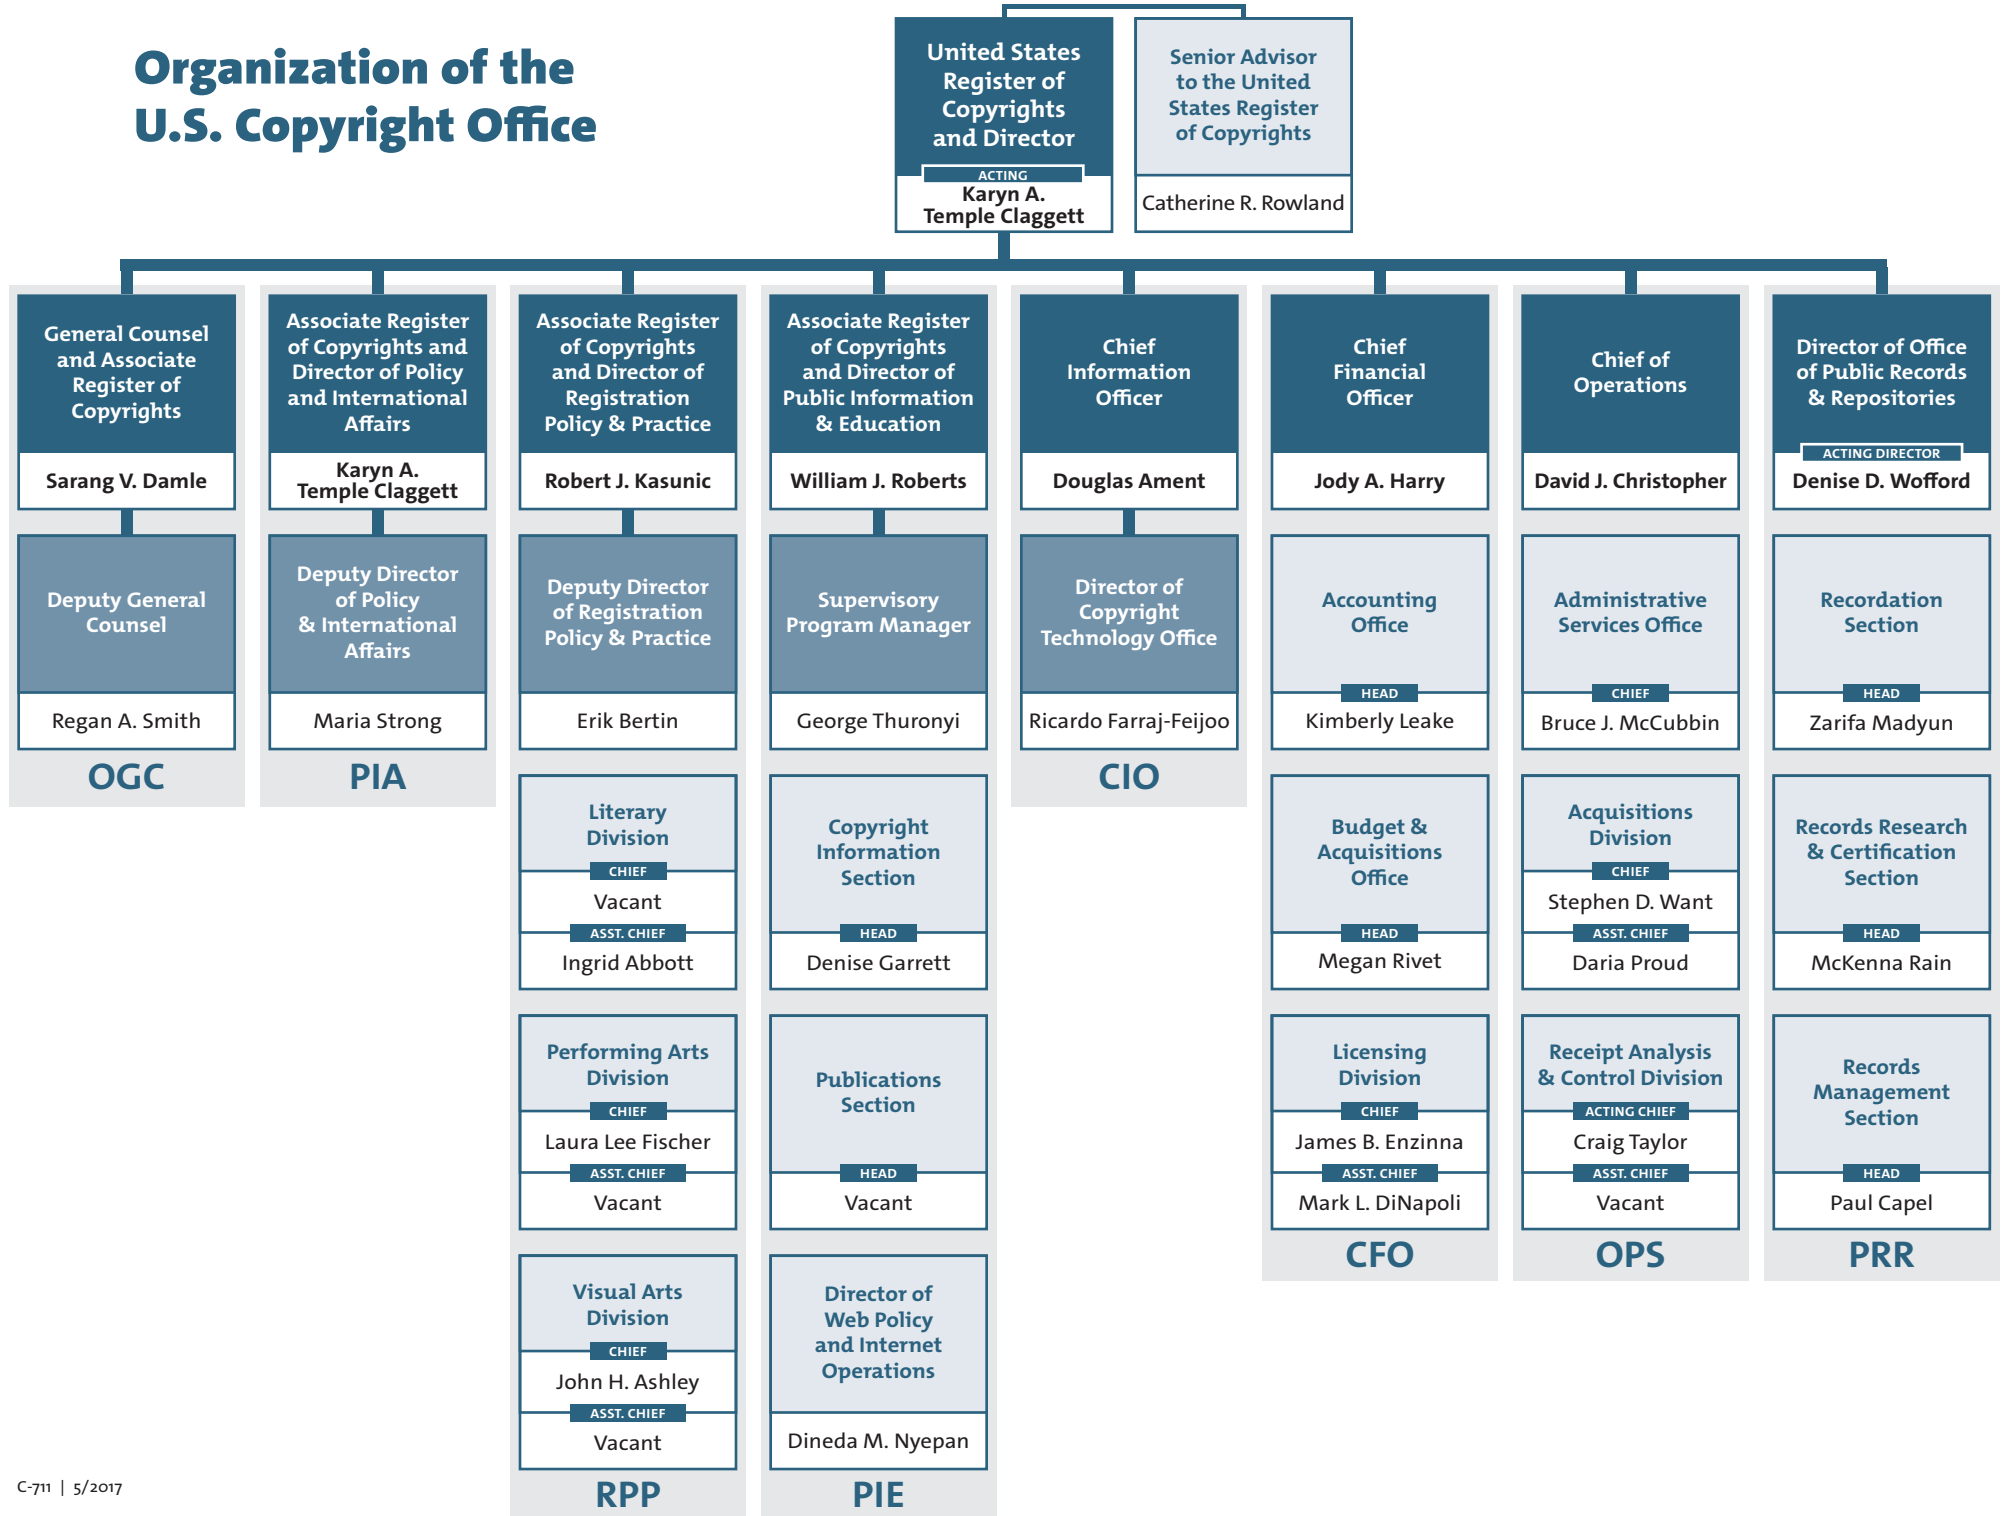 Organization of the
U.S. Copyright Office
United States
Register of
Copyrights
and Director
ACTING
Karyn A.
Temple Claggett
Senior Advisor
to the United
States Register
of Copyrights
Catherine R. Rowland
General Counsel
and Associate
Register of
Copyrights
Sarang V. Damle
Deputy General
Counsel
Regan A. Smith
OGC
Associate Register
of Copyrights and
Director of Policy
and International
Affairs
Karyn A.
Temple Claggett
Deputy Director
of Policy
& International
Affairs
Maria Strong
PIA
Associate Register
of Copyrights
and Director of
Registration
Policy & Practice
Robert J. Kasunic
Deputy Director
of Registration
Policy & Practice
Erik Bertin
Literary
Division
CHIEF
Vacant
ASST. CHIEF
Ingrid Abbott
Performing Arts
Division
CHIEF
Laura Lee Fischer
ASST. CHIEF
Vacant
Visual Arts
Division
CHIEF
John H. Ashley
ASST. CHIEF
Vacant
RPP
Associate Register
of Copyrights
and Director of
Public Information
& Education
William J. Roberts
Supervisory
Program Manager
George Thuronyi
Copyright
Information
Section
HEAD
Denise Garrett
Publications
Section
HEAD
Vacant
Director of
Web Policy
and Internet
Operations
Dineda M. Nyepan
PIE
Chief
Information
Officer
Douglas Ament
Director of
Copyright
Technology Office
Ricardo Farraj-Feijoo
CIO
Chief
Financial
Officer
Jody A. Harry
Accounting
Office
HEAD
Kimberly Leake
Budget &
Acquisitions
Office
HEAD
Megan Rivet
Licensing
Division
CHIEF
James B. Enzinna
ASST. CHIEF
Mark L. DiNapoli
CFO
Chief of
Operations
David J. Christopher
Administrative
Services Office
CHIEF
Bruce J. McCubbin
Acquisitions
Division
CHIEF
Stephen D. Want
ASST. CHIEF
Daria Proud
Receipt Analysis
& Control Division
ACTING CHIEF
Craig Taylor
ASST. CHIEF
Vacant
OPS
Director of Office
of Public Records
& Repositories
ACTING DIRECTOR
Denise D. Wofford
Recordation
Section
HEAD
Zarifa Madyun
Records Research
& Certification
Section
HEAD
McKenna Rain
Records
Management
Section
HEAD
Paul Capel
PRR
C-711 | 5/2017